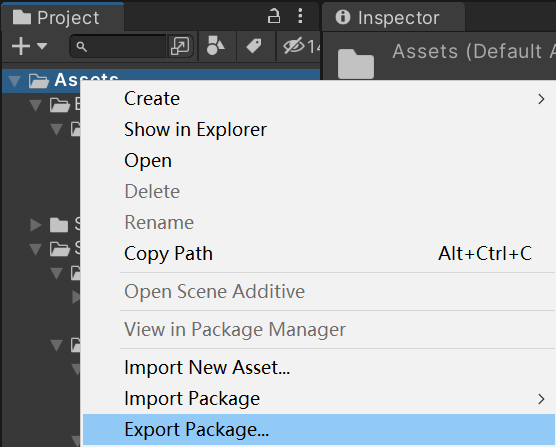 Project
Inspector
14
Assets (Default A
Assets
Create
Show in Explorer
Open
Delete
Rename
Copy Path Alt+Ctrl+C
Open Scene Additive
View in Package Manager
Import New Asset...
Import Package
Export Package...